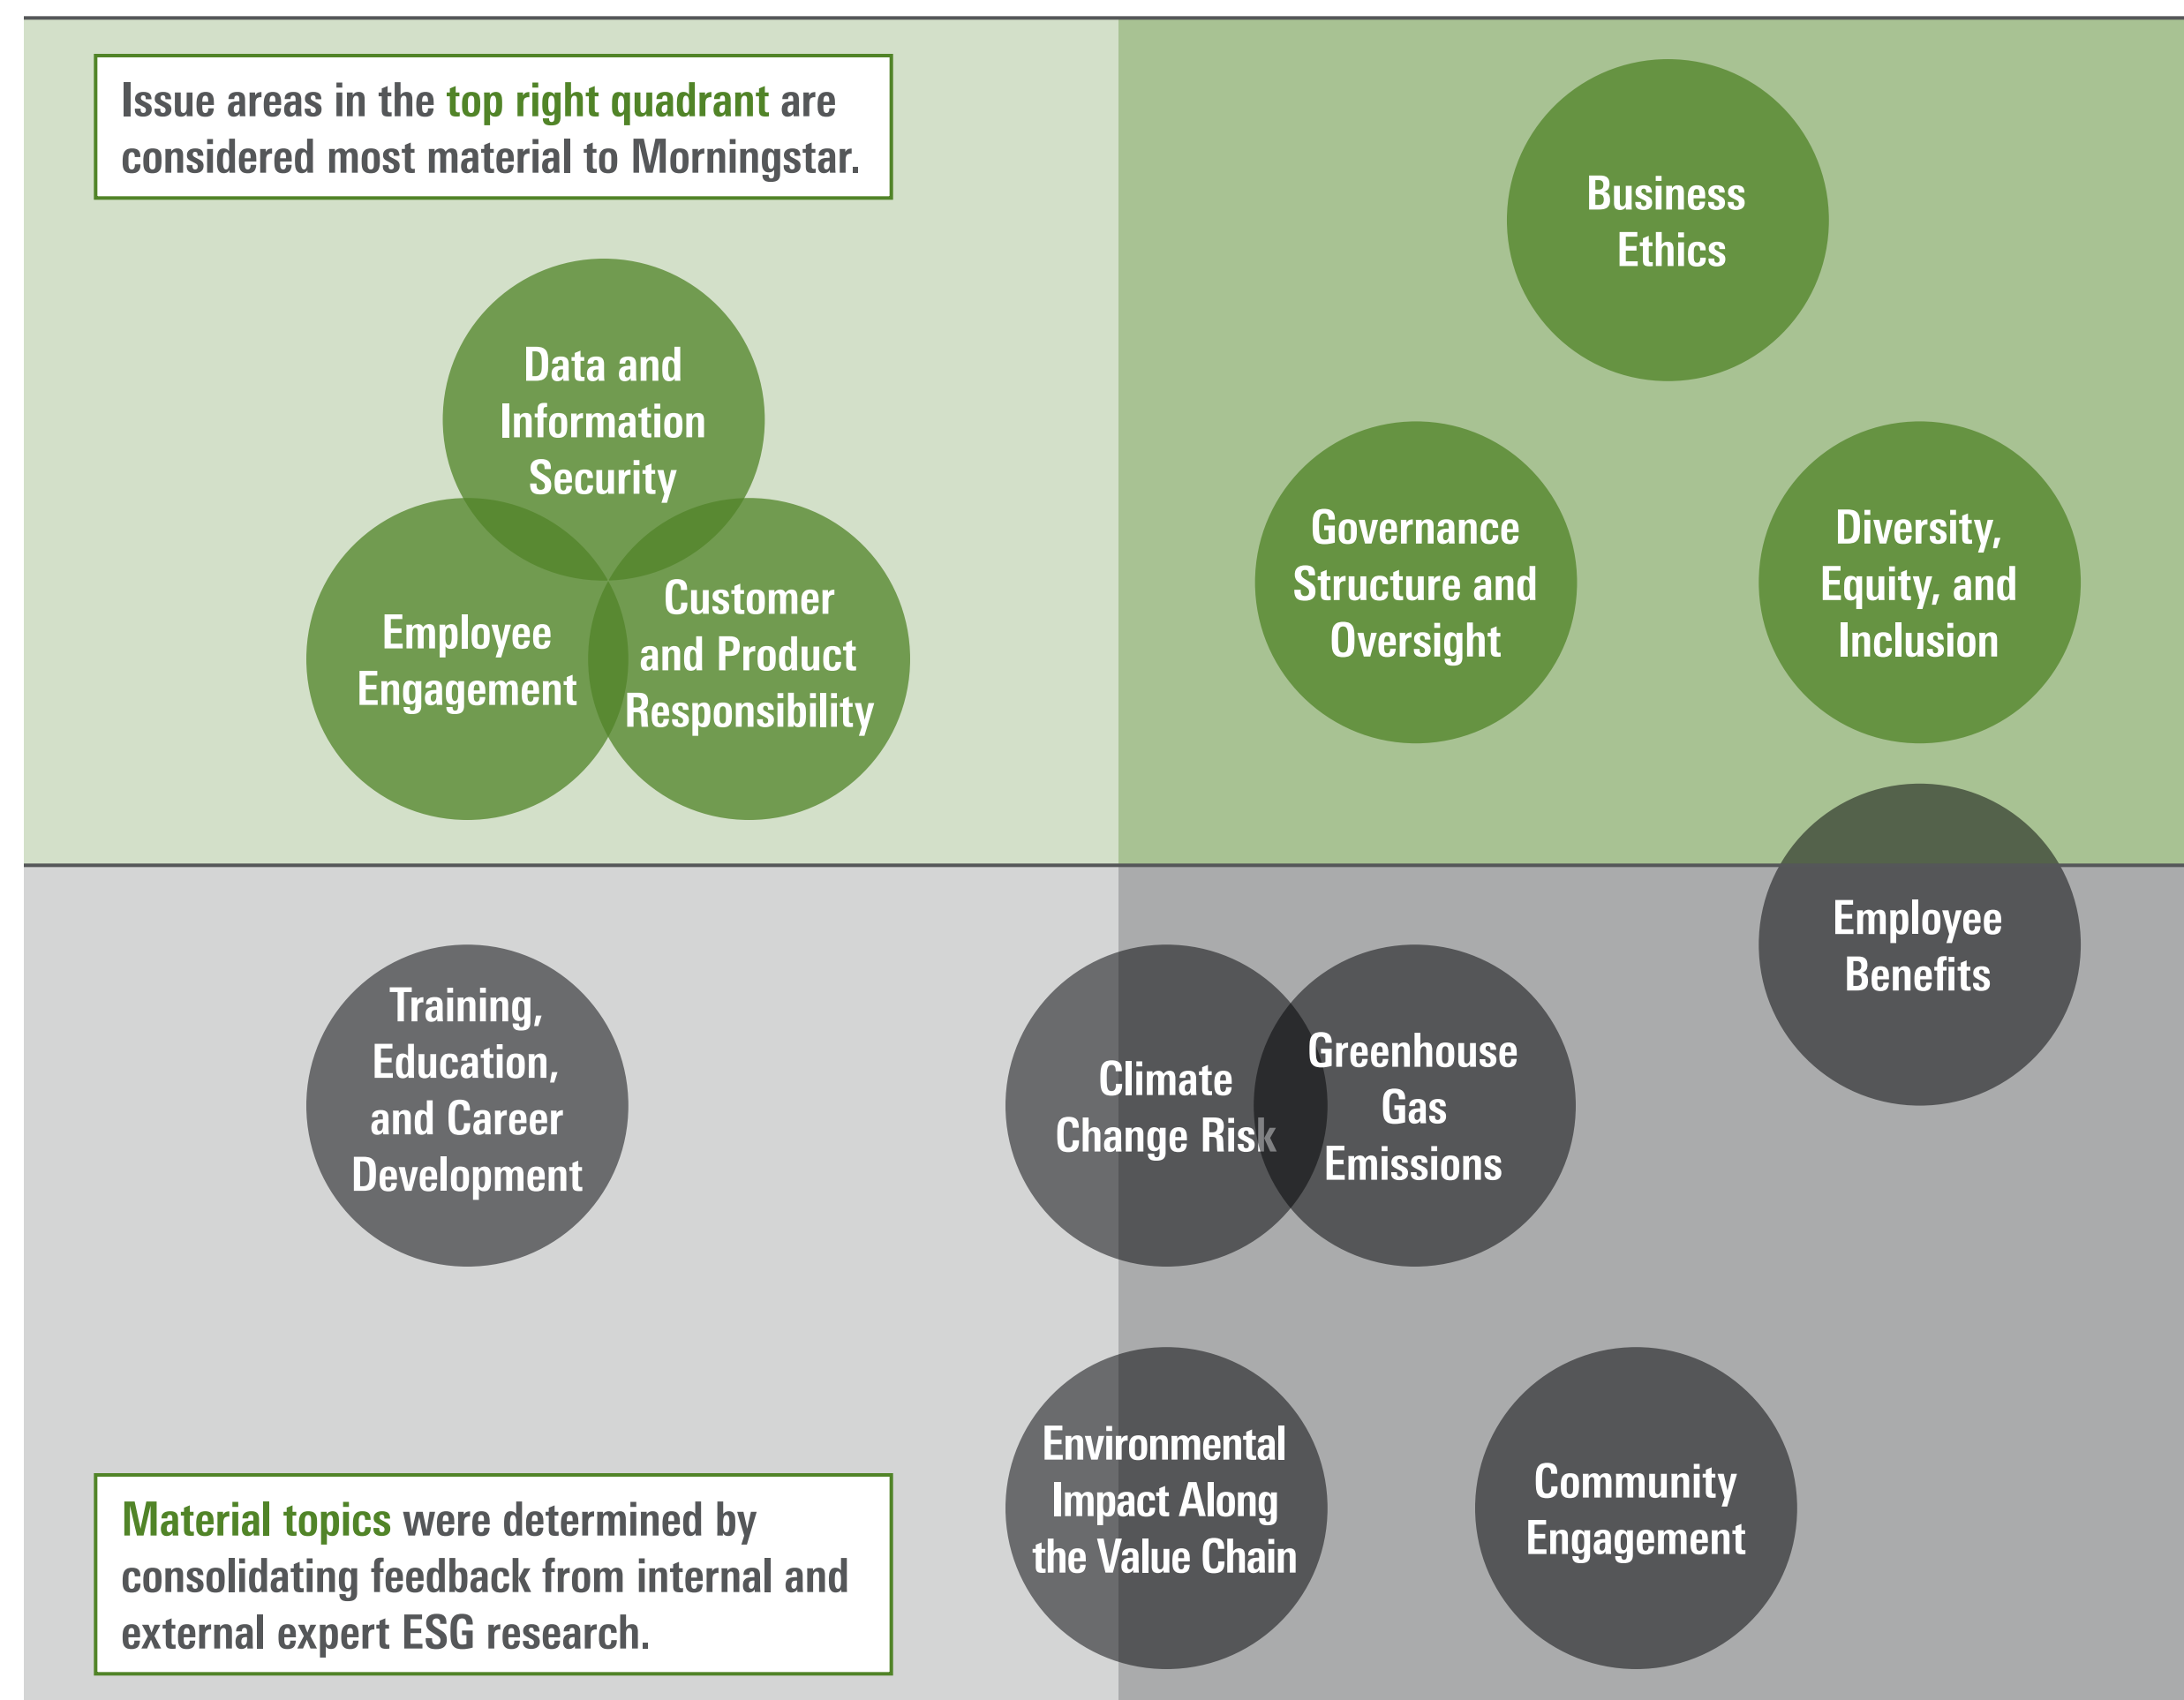 Issue areas in the top right quadrant are
considered most material to Morningstar.
Business
Ethics
Data and
Information
Security
Employee
Engagement
Customer
and Product
Responsibility
Governance
Structure and
Oversight
Diversity,
Equity, and
Inclusion
Employee
Benefits
Training,
Education,
and Career
Development
Climate
Change Risk
Greenhouse
Gas
Emissions
Environmental
Impact Along
the Value Chain
Community
Engagement
Material topics were determined by
consolidating feedback from internal and
external expert ESG research.